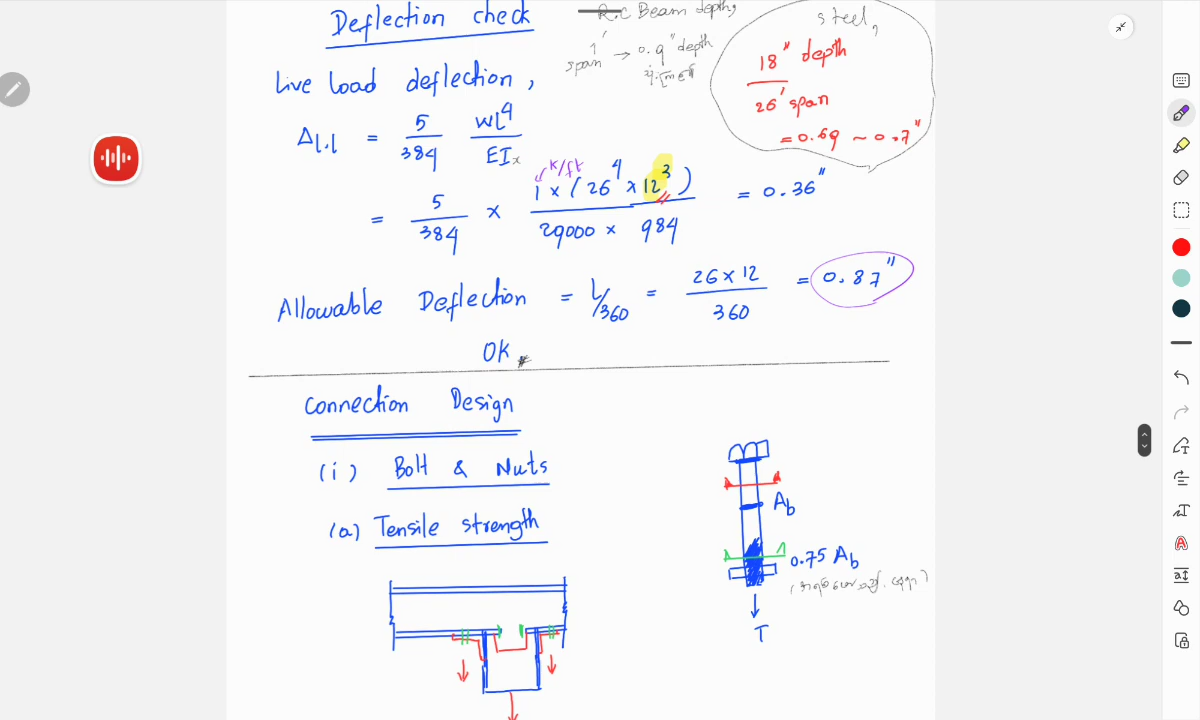 Deflection check
R.C Beam depth,
1' span → 0.9" depth
steel,
18" depth
26' span
= 0.69 ~ 0.7"
Live load deflection,
Δl.l = 5/384 WL⁴/EIx
k/ft
= 5/384 x 1 x (26⁴ x 12³)/29000 x 984 = 0.36"
Allowable Deflection = L/360 = 26 x 12/360 = 0.87"
OK
Connection Design
(i) Bolt & Nuts
(a) Tensile strength
Ab
0.75 Ab
T